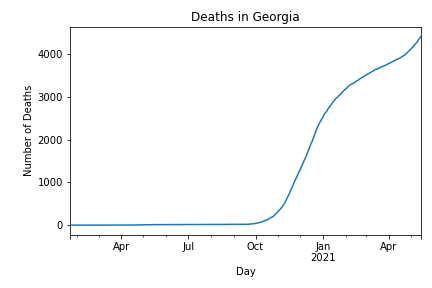 Deaths in Georgia
Number of Deaths
4000
3000
2000
1000
0
Apr
Jul
Oct
Jan
2021
Apr
Day